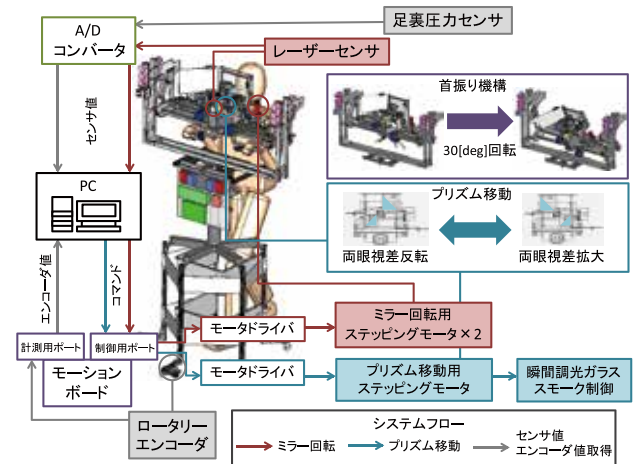 足裏圧力センサ
A/D
コンバータ
レーザーセンサ
センサ値
首振り機構
30[deg]回転
PC
プリズム移動
両眼視差反転
両眼視差拡大
エンコーダ値
コマンド
ミラー回転用
ステッピングモータ×2
モータドライバ
計測用ポート
制御用ポート
モーション
ボード
モータドライバ
プリズム移動用
ステッピングモータ
瞬間調光ガラス
スモーク制御
ロータリー
エンコーダ
システムフロー
ミラー回転
プリズム移動
センサ値
エンコーダ値取得